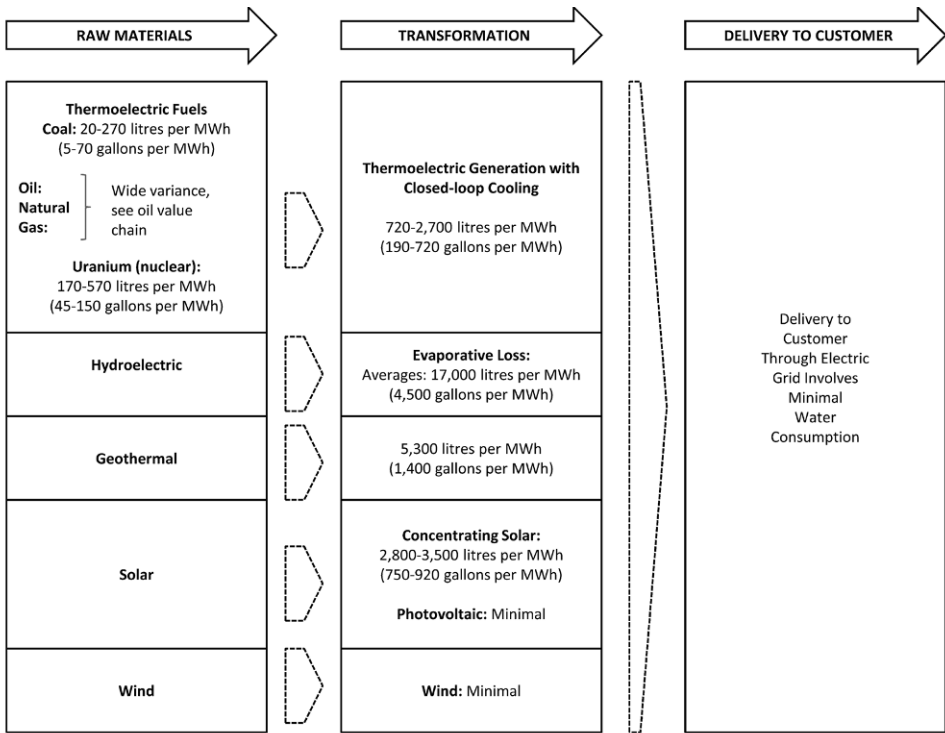 RAW MATERIALS
TRANSFORMATION
DELIVERY TO CUSTOMER
Thermoelectric Fuels
Coal: 20-270 litres per MWh
(5-70 gallons per MWh)
Oil:
Natural
Gas:
Wide variance,
see oil value
chain
Uranium (nuclear):
170-570 litres per MWh
(45-150 gallons per MWh)
Thermoelectric Generation with
Closed-loop Cooling
720-2,700 litres per MWh
(190-720 gallons per MWh)
Hydroelectric
Evaporative Loss:
Averages: 17,000 litres per MWh
(4,500 gallons per MWh)
Geothermal
5,300 litres per MWh
(1,400 gallons per MWh)
Solar
Concentrating Solar:
2,800-3,500 litres per MWh
(750-920 gallons per MWh)
Photovoltaic: Minimal
Wind
Wind: Minimal
Delivery to
Customer
Through Electric
Grid Involves
Minimal
Water
Consumption